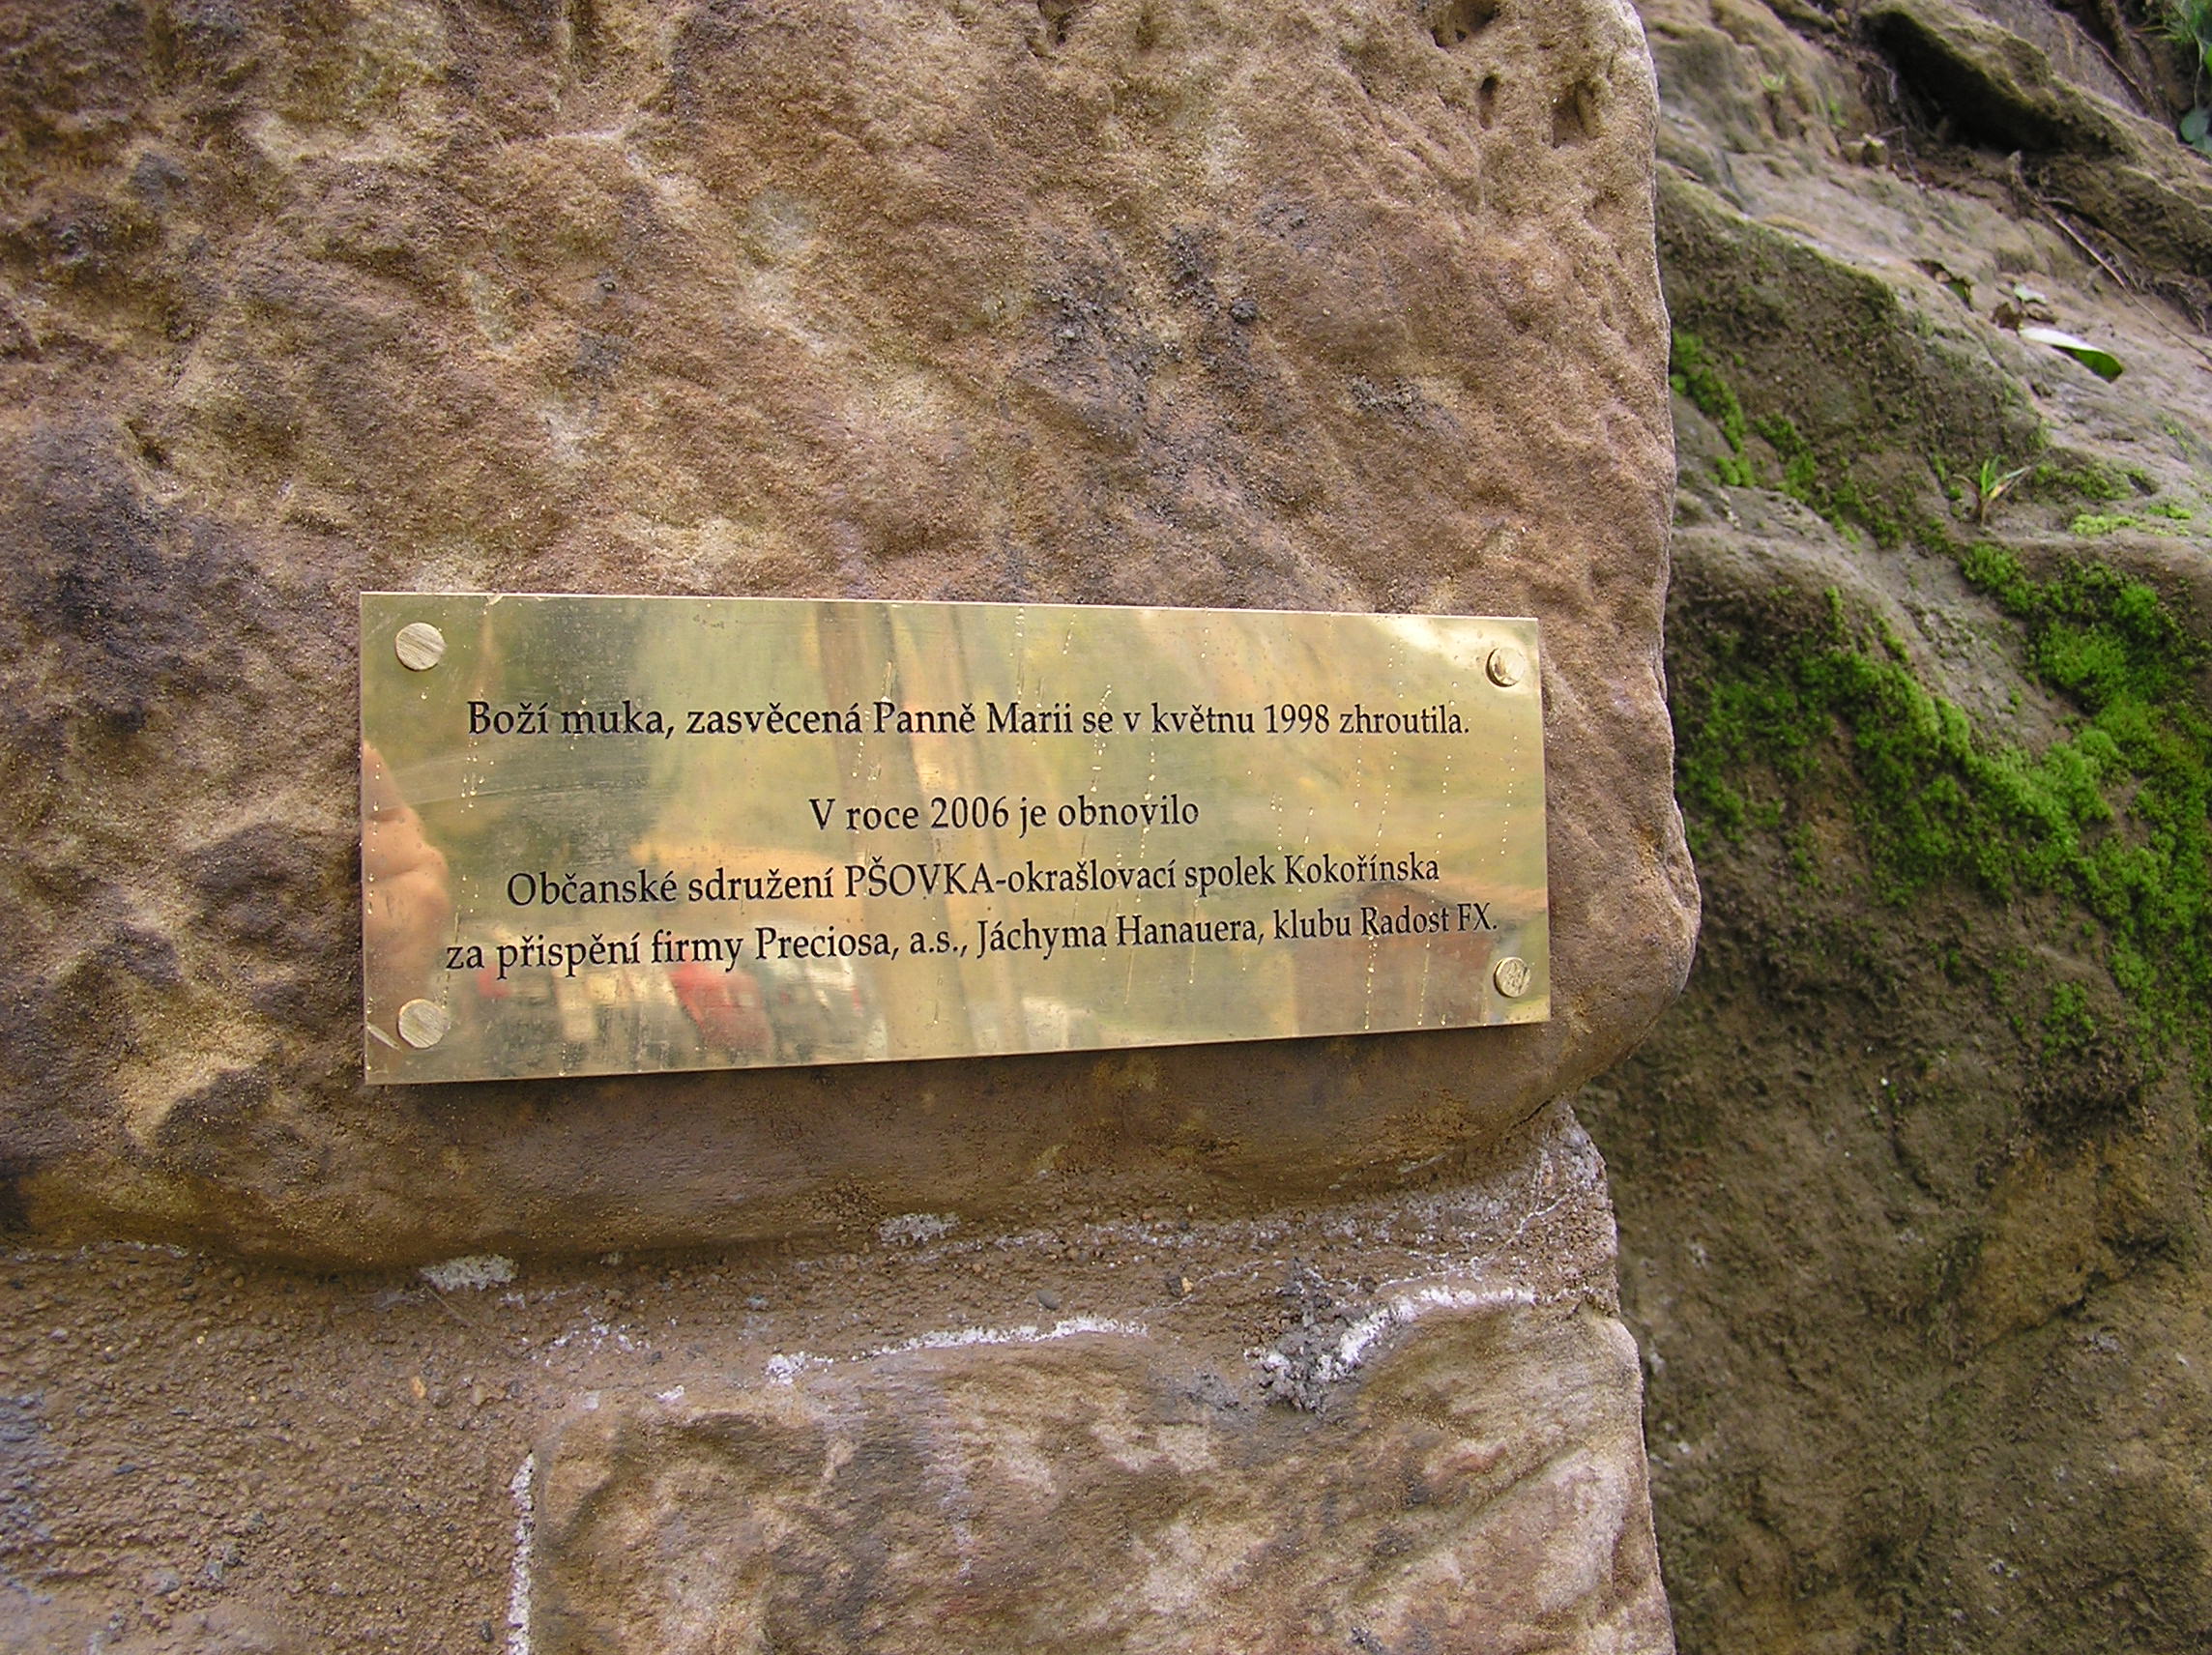 Boží muka, zasvěcená Panně Marii se v květnu 1998 zhroutila.
V roce 2006 je obnovilo
Občanské sdružení PŠOVKA-okrašlovací spolek Kokořínska
za přispění firmy Preciosa, a.s., Jáchyma Hanauera, klubu Radost FX.